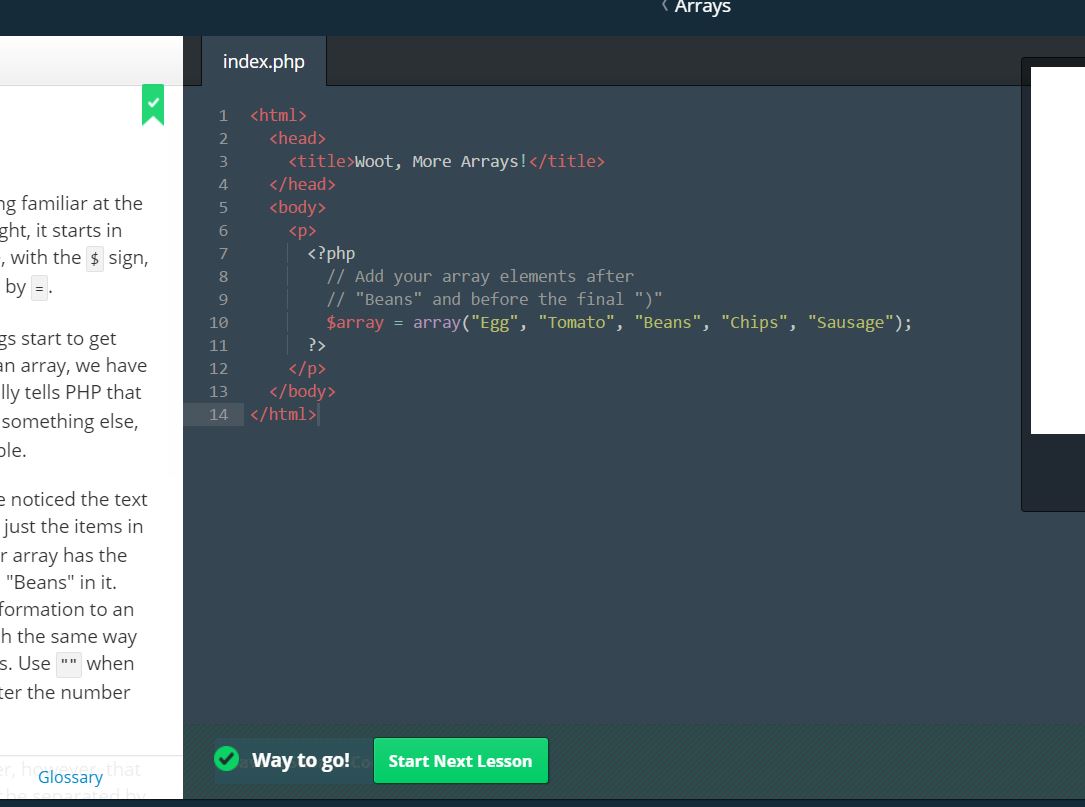 Arrays
index.php
1 <html>
2 <head>
3 <title>Woot, More Arrays!</title>
4 </head>
5 <body>
6 <p>
7 <?php
8 // Add your array elements after
9 // "Beans" and before the final ")"
10 $array = array("Egg", "Tomato", "Beans", "Chips", "Sausage");
11 ?>
12 </p>
13 </body>
14 </html>
ng familiar at the
ght, it starts in
, with the $ sign,
by =.
gs start to get
an array, we have
lly tells PHP that
something else,
ble.
e noticed the text
just the items in
r array has the
"Beans" in it.
formation to an
h the same way
s. Use "" when
ter the number
er, however, that
be separated by
Glossary
Way to go!
Start Next Lesson